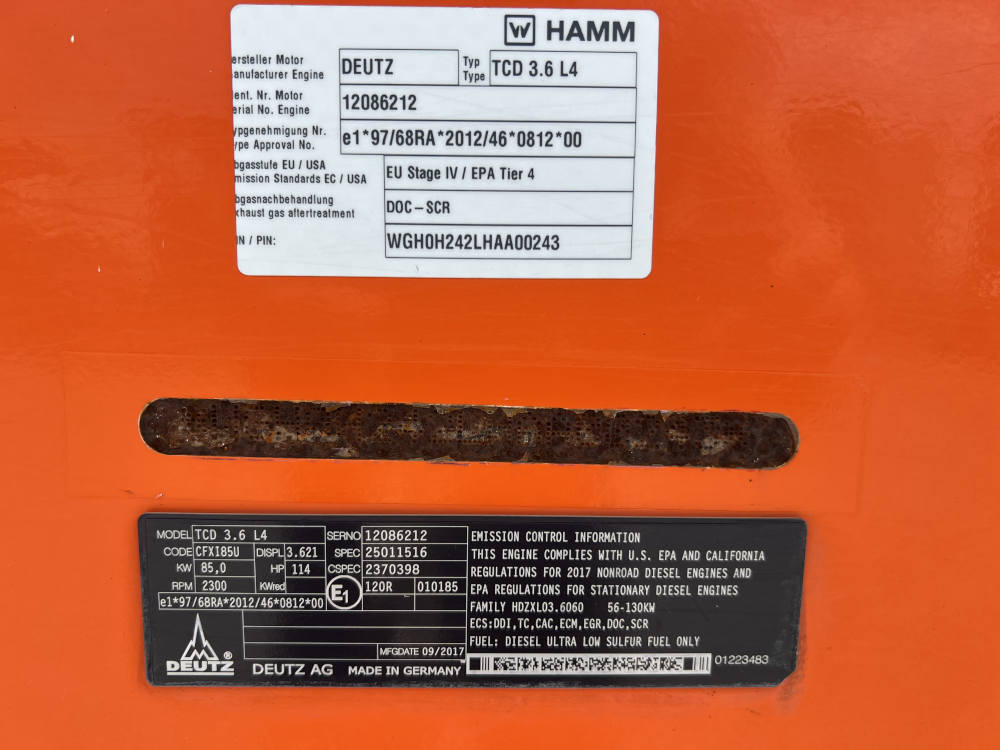 HAMM
ersteller Motor
anufacturer Engine
DEUTZ
Typ
Type
TCD 3.6 L4
ent. Nr. Motor
erial No. Engine
12086212
ypgenehmigung Nr.
ype Approval No.
e1*97/68RA*2012/46*0812*00
bgasstufe EU / USA
mission Standards EC / USA
EU Stage IV / EPA Tier 4
bgasnachbehandlung
xhaust gas aftertreatment
DOC-SCR
IN / PIN:
WGH0H242LHAA00243
MODEL TCD 3.6 L4 SERNO 12086212
CODE CFXI85U DISPL 3.621 SPEC 25011516
KW 85,0 HP 114 CSPEC 2370398
RPM 2300 KWred E1 120R 010185
e1*97/68RA*2012/46*0812*00
MFGDATE 09/2017
DEUTZ DEUTZ AG MADE IN GERMANY
EMISSION CONTROL INFORMATION
THIS ENGINE COMPLIES WITH U.S. EPA AND CALIFORNIA
REGULATIONS FOR 2017 NONROAD DIESEL ENGINES AND
EPA REGULATIONS FOR STATIONARY DIESEL ENGINES
FAMILY HDZXL03.6060 56-130KW
ECS:DDI,TC,CAC,ECM,EGR,DOC,SCR
FUEL: DIESEL ULTRA LOW SULFUR FUEL ONLY
01223483